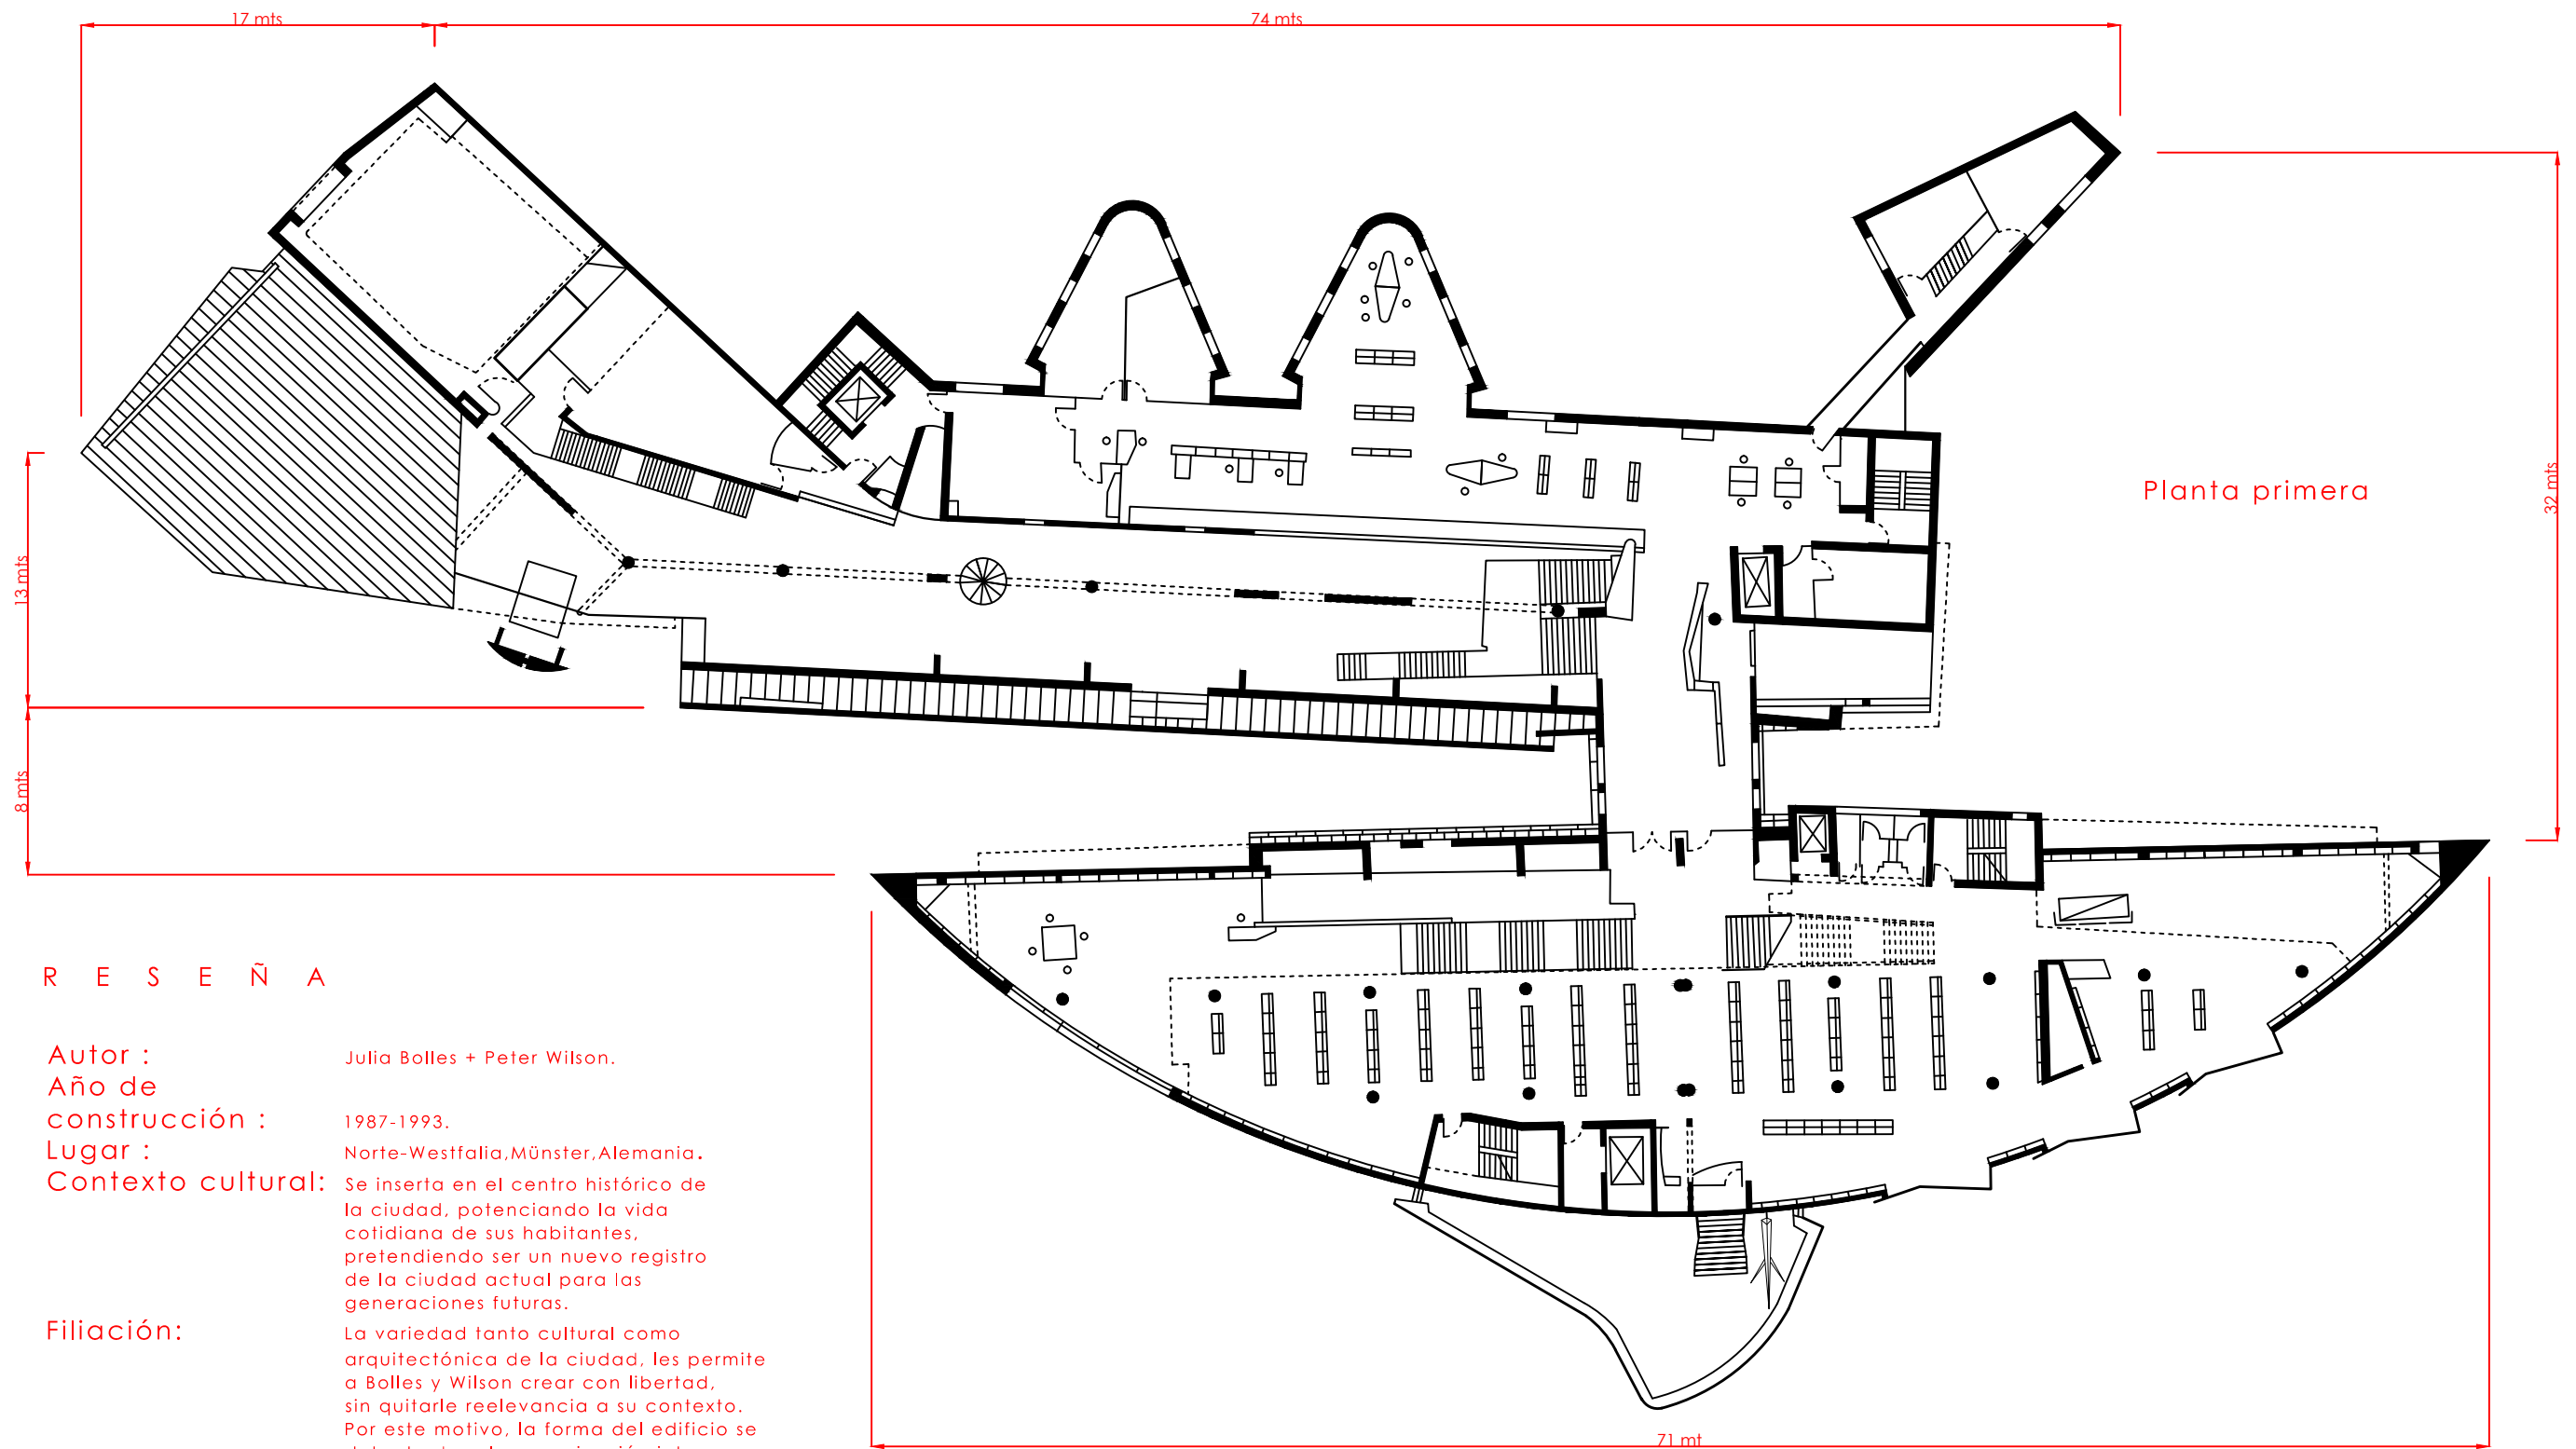 17 mts
74 mts
32 mts
Planta primera
13 mts
8 mts
R E S E Ñ A
Autor : Julia Bolles + Peter Wilson.
Año de
construcción : 1987-1993.
Lugar : Norte-Westfalia,Münster,Alemania.
Contexto cultural: Se inserta en el centro histórico de
la ciudad, potenciando la vida
cotidiana de sus habitantes,
pretendiendo ser un nuevo registro
de la ciudad actual para las
generaciones futuras.
Filiación: La variedad tanto cultural como
arquitectónica de la ciudad, les permite
a Bolles y Wilson crear con libertad,
sin quitarle reelevancia a su contexto.
Por este motivo, la forma del edificio se
71 mt